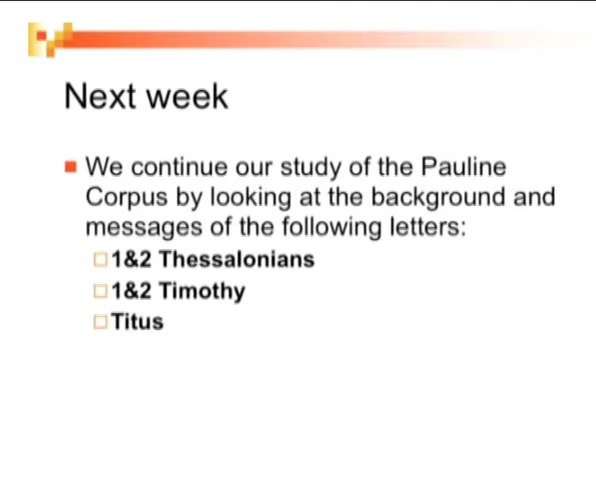 Next week
We continue our study of the Pauline
Corpus by looking at the background and
messages of the following letters:
1&2 Thessalonians
1&2 Timothy
Titus